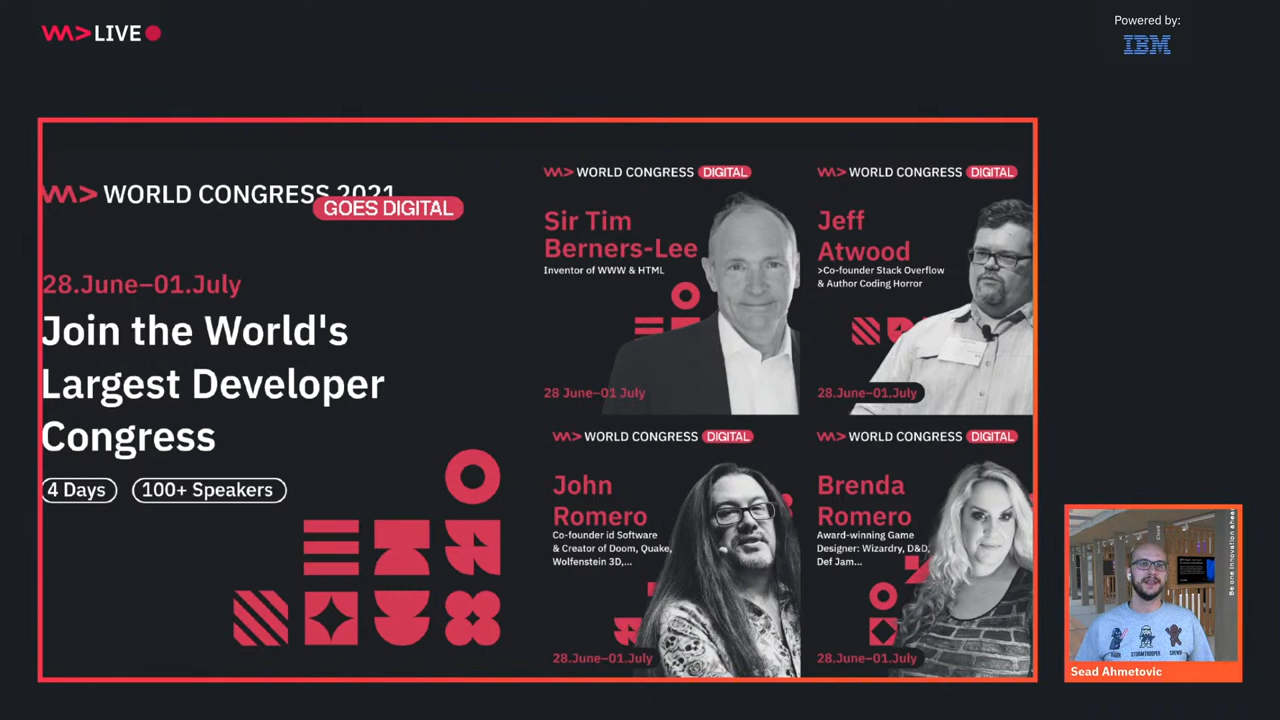 LIVE
Powered by:
IBM
WORLD CONGRESS 2021
GOES DIGITAL
28.June–01.July
Join the World's
Largest Developer
Congress
4 Days
100+ Speakers
WORLD CONGRESS DIGITAL
Sir Tim
Berners-Lee
Inventor of WWW & HTML
28 June–01 July
WORLD CONGRESS DIGITAL
Jeff
Atwood
>Co-founder Stack Overflow
& Author Coding Horror
28.June–01.July
WORLD CONGRESS DIGITAL
John
Romero
Co-founder id Software
& Creator of Doom, Quake,
Wolfenstein 3D,...
28.June–01.July
WORLD CONGRESS DIGITAL
Brenda
Romero
Award-winning Game
Designer: Wizardry, D&D,
Def Jam...
28.June–01.July
STORMTROOPER
Sead Ahmetovic